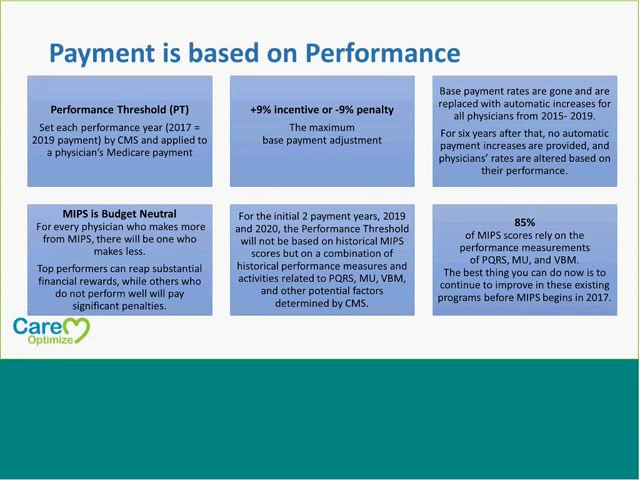 Payment is based on Performance
Performance Threshold (PT)
Set each performance year (2017 =
2019 payment) by CMS and applied to
a physician's Medicare payment
+9% incentive or -9% penalty
The maximum
base payment adjustment
Base payment rates are gone and are
replaced with automatic increases for
all physicians from 2015- 2019.
For six years after that, no automatic
payment increases are provided, and
physicians' rates are altered based on
their performance.
MIPS is Budget Neutral
For every physician who makes more
from MIPS, there will be one who
makes less.
Top performers can reap substantial
financial rewards, while others who
do not perform well will pay
significant penalties.
For the initial 2 payment years, 2019
and 2020, the Performance Threshold
will not be based on historical MIPS
scores but on a combination of
historical performance measures and
activities related to PQRS, MU, VBM,
and other potential factors
determined by CMS.
85%
of MIPS scores rely on the
performance measurements
of PQRS, MU, and VBM.
The best thing you can do now is to
continue to improve in these existing
programs before MIPS begins in 2017.
Care
Optimize